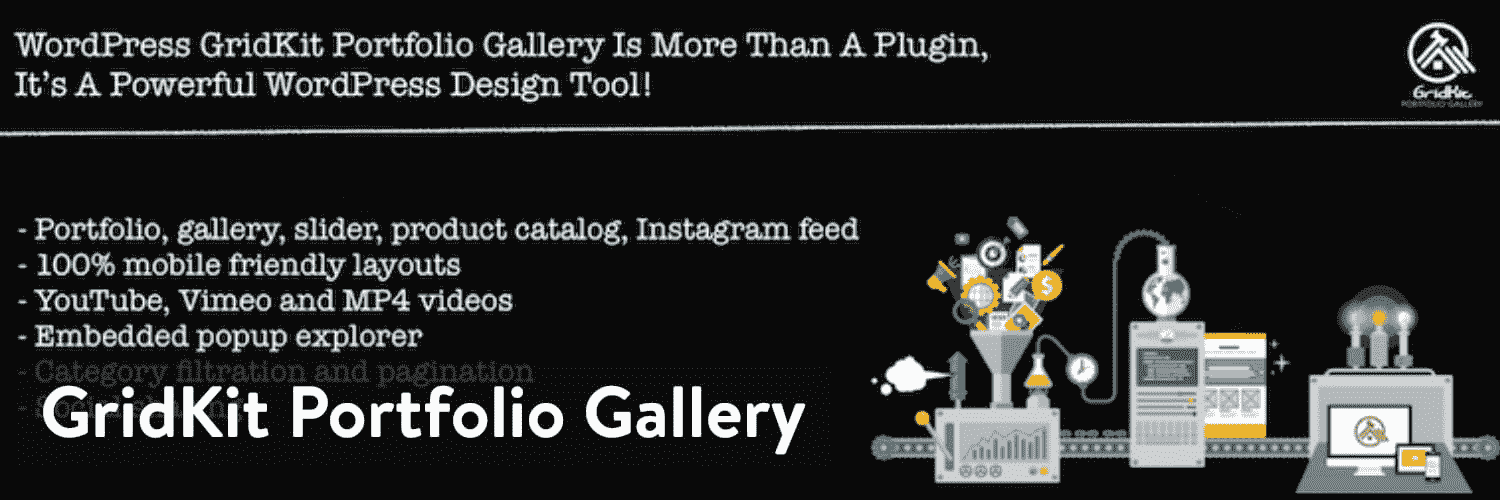 WordPress GridKit Portfolio Gallery Is More Than A Plugin,
It's A Powerful WordPress Design Tool!
GridKit
PORTFOLIO GALLERY
- Portfolio, gallery, slider, product catalog, Instagram feed
- 100% mobile friendly layouts
- YouTube, Vimeo and MP4 videos
- Embedded popup explorer
- Category filtration and pagination
GridKit Portfolio Gallery